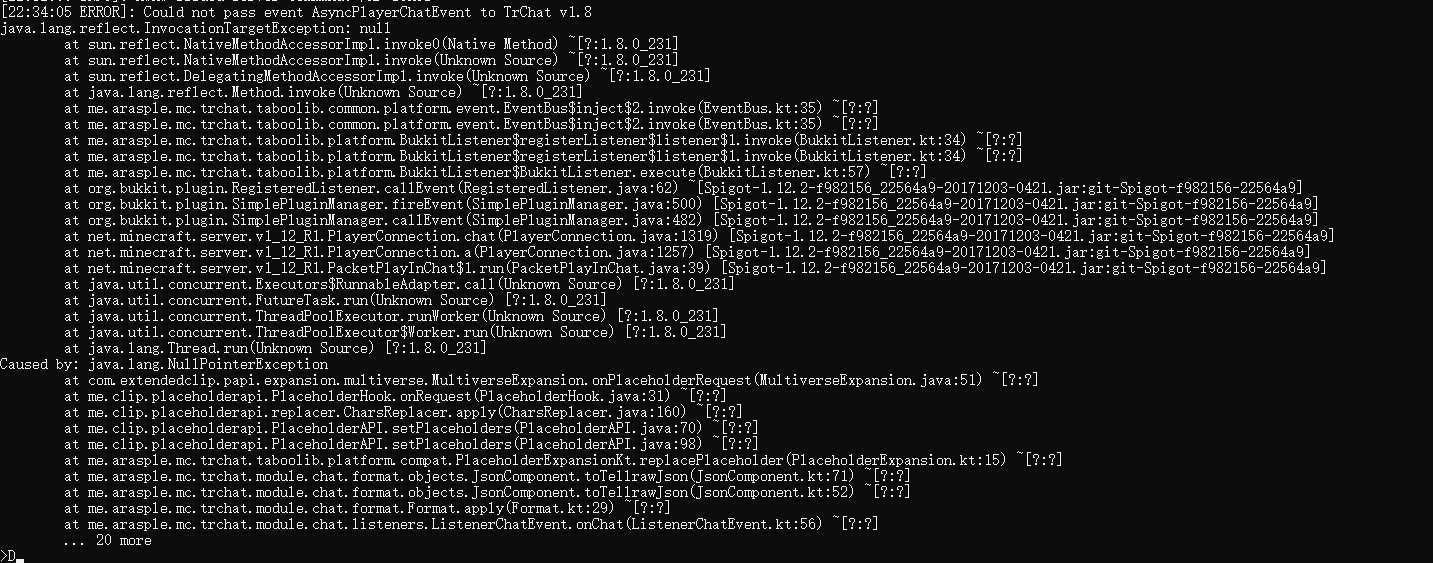 [22:34:05 ERROR]: Could not pass event AsyncPlayerChatEvent to TrChat v1.8
java.lang.reflect.InvocationTargetException: null
at sun.reflect.NativeMethodAccessorImpl.invoke0(Native Method) ~[?:1.8.0_231]
at sun.reflect.NativeMethodAccessorImpl.invoke(Unknown Source) ~[?:1.8.0_231]
at sun.reflect.DelegatingMethodAccessorImpl.invoke(Unknown Source) ~[?:1.8.0_231]
at java.lang.reflect.Method.invoke(Unknown Source) ~[?:1.8.0_231]
at me.arasple.mc.trchat.taboolib.common.platform.event.EventBus$inject$2.invoke(EventBus.kt:35) ~[?:?]
at me.arasple.mc.trchat.taboolib.common.platform.event.EventBus$inject$2.invoke(EventBus.kt:35) ~[?:?]
at me.arasple.mc.trchat.taboolib.platform.BukkitListener$registerListener$listener$1.invoke(BukkitListener.kt:34) ~[?:?]
at me.arasple.mc.trchat.taboolib.platform.BukkitListener$registerListener$listener$1.invoke(BukkitListener.kt:34) ~[?:?]
at me.arasple.mc.trchat.taboolib.platform.BukkitListener$BukkitListener.execute(BukkitListener.kt:57) ~[?:?]
at org.bukkit.plugin.RegisteredListener.callEvent(RegisteredListener.java:62) ~[Spigot-1.12.2-f982156_22564a9-20171203-0421.jar:git-Spigot-f982156-22564a9]
at org.bukkit.plugin.SimplePluginManager.fireEvent(SimplePluginManager.java:500) [Spigot-1.12.2-f982156_22564a9-20171203-0421.jar:git-Spigot-f982156-22564a9]
at org.bukkit.plugin.SimplePluginManager.callEvent(SimplePluginManager.java:482) [Spigot-1.12.2-f982156_22564a9-20171203-0421.jar:git-Spigot-f982156-22564a9]
at net.minecraft.server.v1_12_R1.PlayerConnection.chat(PlayerConnection.java:1319) [Spigot-1.12.2-f982156_22564a9-20171203-0421.jar:git-Spigot-f982156-22564a9]
at net.minecraft.server.v1_12_R1.PlayerConnection.a(PlayerConnection.java:1257) [Spigot-1.12.2-f982156_22564a9-20171203-0421.jar:git-Spigot-f982156-22564a9]
at net.minecraft.server.v1_12_R1.PacketPlayInChat$1.run(PacketPlayInChat.java:39) [Spigot-1.12.2-f982156_22564a9-20171203-0421.jar:git-Spigot-f982156-22564a9]
at java.util.concurrent.Executors$RunnableAdapter.call(Unknown Source) [?:1.8.0_231]
at java.util.concurrent.FutureTask.run(Unknown Source) [?:1.8.0_231]
at java.util.concurrent.ThreadPoolExecutor.runWorker(Unknown Source) [?:1.8.0_231]
at java.util.concurrent.ThreadPoolExecutor$Worker.run(Unknown Source) [?:1.8.0_231]
at java.lang.Thread.run(Unknown Source) [?:1.8.0_231]
Caused by: java.lang.NullPointerException
at com.extendedclip.papi.expansion.multiverse.MultiverseExpansion.onPlaceholderRequest(MultiverseExpansion.java:51) ~[?:?]
at me.clip.placeholderapi.PlaceholderHook.onRequest(PlaceholderHook.java:31) ~[?:?]
at me.clip.placeholderapi.replacer.CharsReplacer.apply(CharsReplacer.java:160) ~[?:?]
at me.clip.placeholderapi.PlaceholderAPI.setPlaceholders(PlaceholderAPI.java:70) ~[?:?]
at me.clip.placeholderapi.PlaceholderAPI.setPlaceholders(PlaceholderAPI.java:98) ~[?:?]
at me.arasple.mc.trchat.taboolib.platform.compat.PlaceholderExpansionKt.replacePlaceholder(PlaceholderExpansion.kt:15) ~[?:?]
at me.arasple.mc.trchat.module.chat.format.objects.JsonComponent.toTellrawJson(JsonComponent.kt:71) ~[?:?]
at me.arasple.mc.trchat.module.chat.format.objects.JsonComponent.toTellrawJson(JsonComponent.kt:52) ~[?:?]
at me.arasple.mc.trchat.module.chat.format.Format.apply(Format.kt:29) ~[?:?]
at me.arasple.mc.trchat.module.chat.listeners.ListenerChatEvent.onChat(ListenerChatEvent.kt:56) ~[?:?]
... 20 more
>D